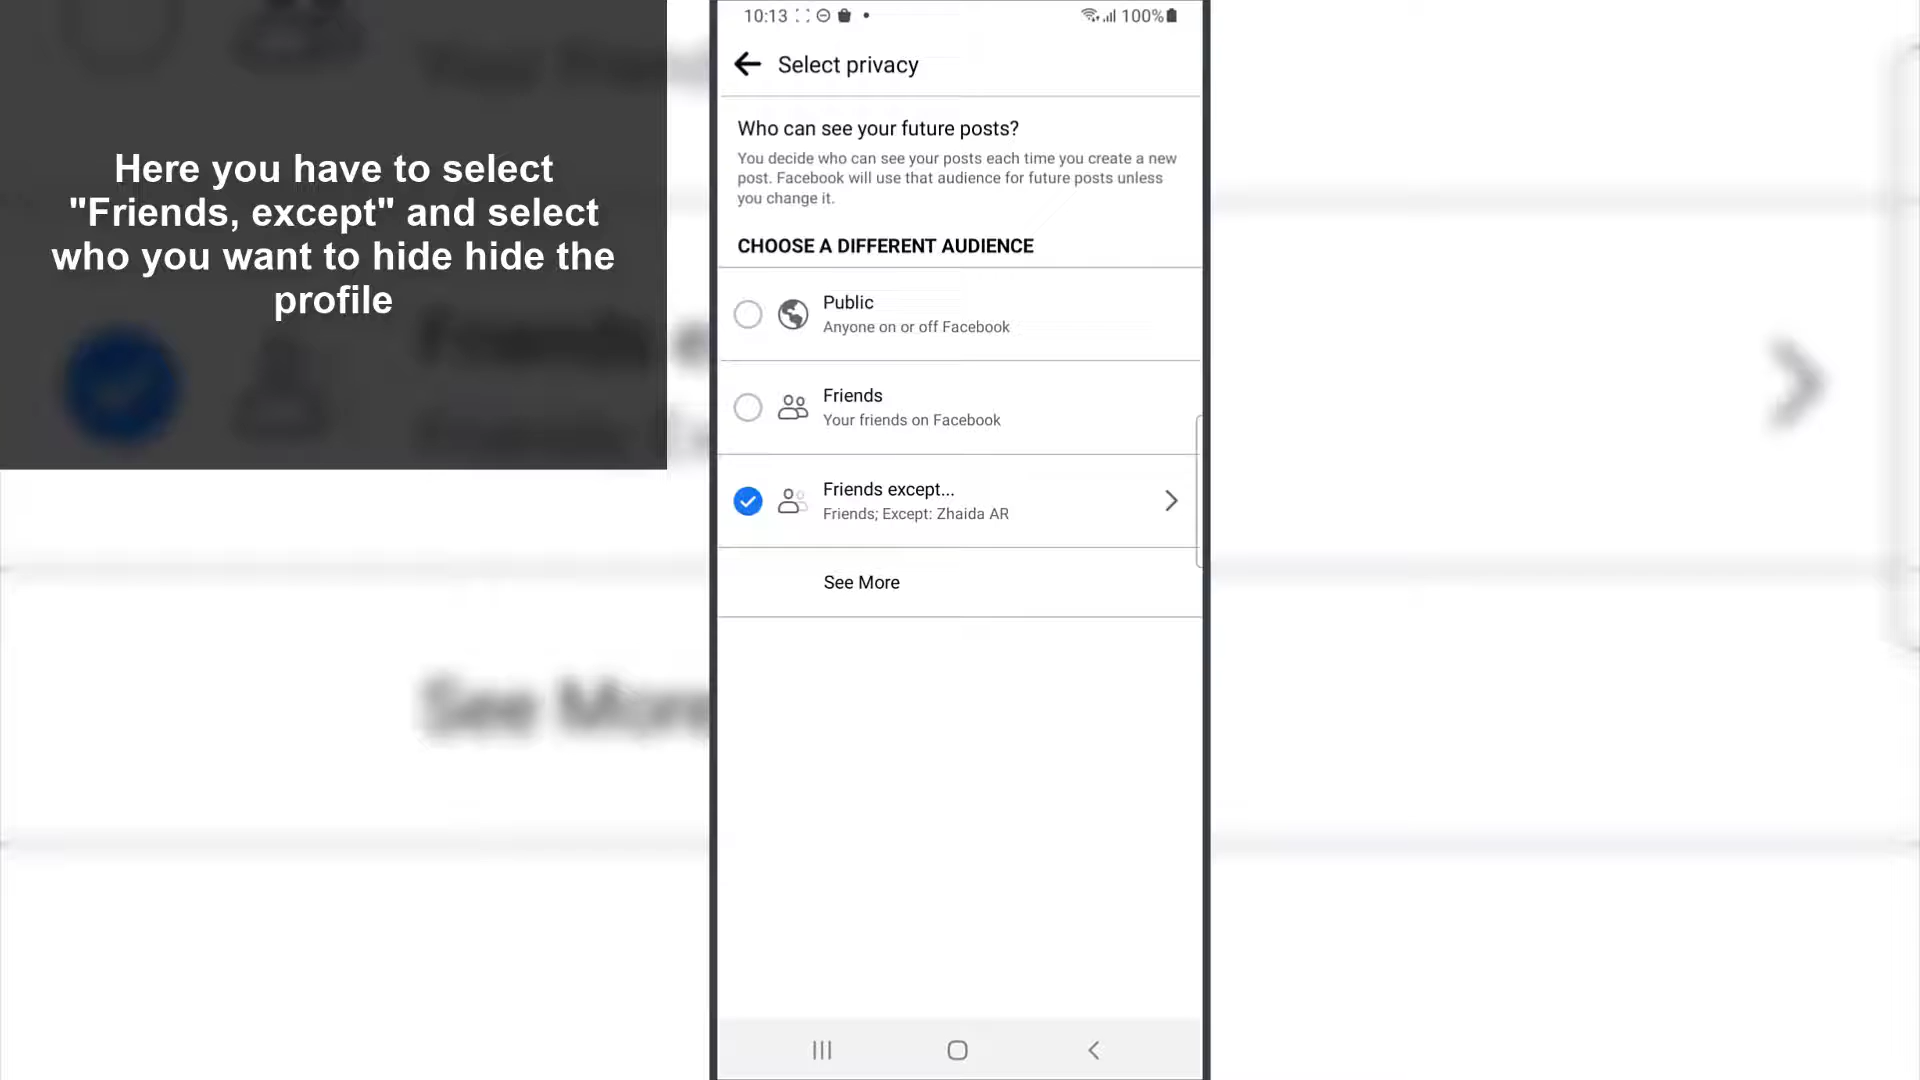 Here you have to select
"Friends, except" and select
who you want to hide hide the
profile
10:13
100%
Select privacy
Who can see your future posts?
You decide who can see your posts each time you create a new
post. Facebook will use that audience for future posts unless
you change it.
CHOOSE A DIFFERENT AUDIENCE
Public
Anyone on or off Facebook
Friends
Your friends on Facebook
Friends except...
Friends; Except: Zhaida AR
See More
See More